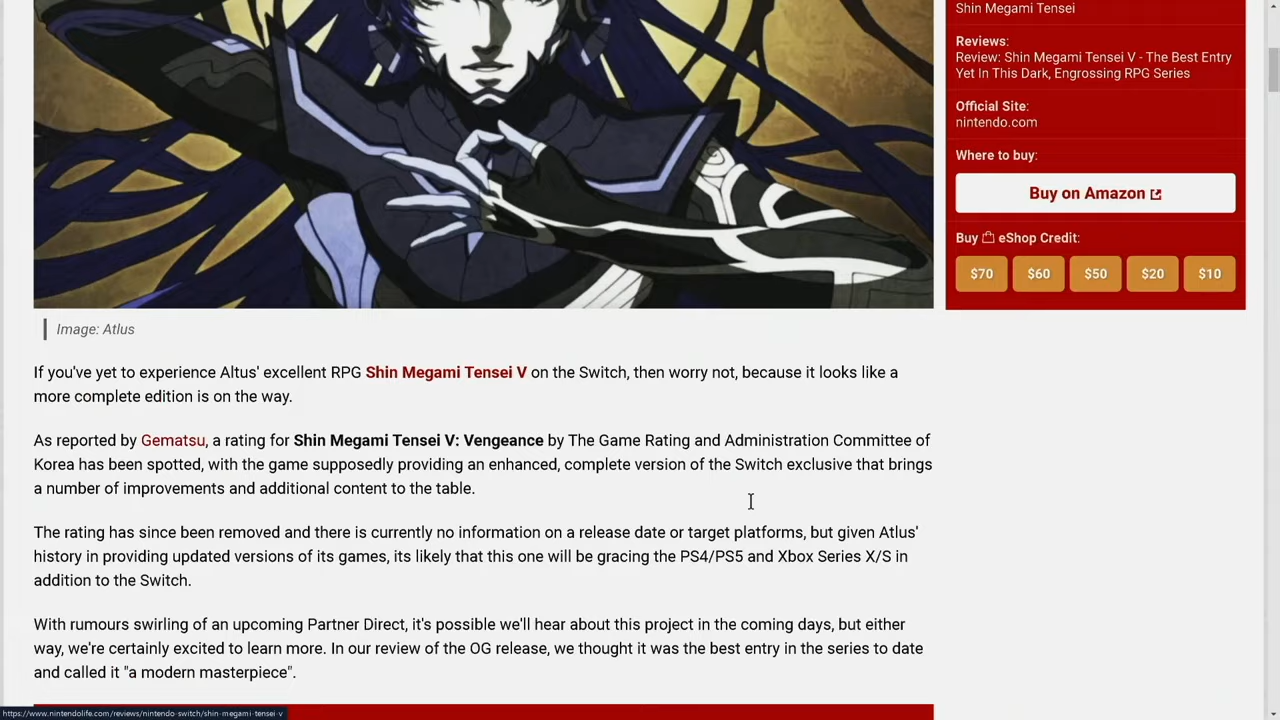 Shin Megami Tensei
Reviews:
Review: Shin Megami Tensei V - The Best Entry
Yet In This Dark, Engrossing RPG Series
Official Site:
nintendo.com
Where to buy:
Buy on Amazon
Buy eShop Credit:
$70 $60 $50 $20 $10
Image: Atlus
If you've yet to experience Altus' excellent RPG Shin Megami Tensei V on the Switch, then worry not, because it looks like a
more complete edition is on the way.
As reported by Gematsu, a rating for Shin Megami Tensei V: Vengeance by The Game Rating and Administration Committee of
Korea has been spotted, with the game supposedly providing an enhanced, complete version of the Switch exclusive that brings
a number of improvements and additional content to the table.
The rating has since been removed and there is currently no information on a release date or target platforms, but given Atlus'
history in providing updated versions of its games, its likely that this one will be gracing the PS4/PS5 and Xbox Series X/S in
addition to the Switch.
With rumours swirling of an upcoming Partner Direct, it's possible we'll hear about this project in the coming days, but either
way, we're certainly excited to learn more. In our review of the OG release, we thought it was the best entry in the series to date
and called it "a modern masterpiece".
https://www.nintendolife.com/reviews/nintendo-switch/shin-megami-tensei-v